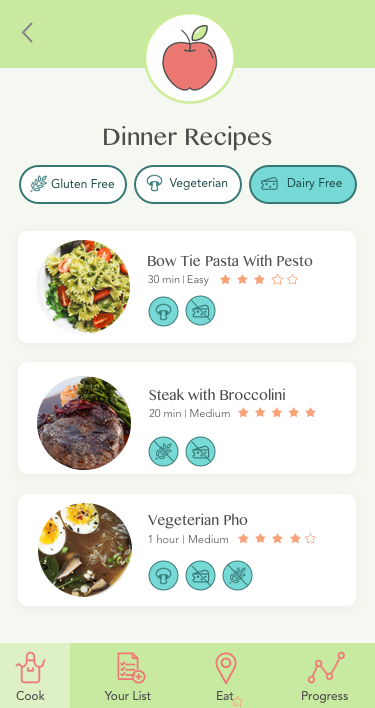 Dinner Recipes
Gluten Free
Vegeterian
Dairy Free
Bow Tie Pasta With Pesto
30 min | Easy
Steak with Broccolini
20 min | Medium
Vegeterian Pho
1 hour | Medium
Cook
Your List
Eat
Progress